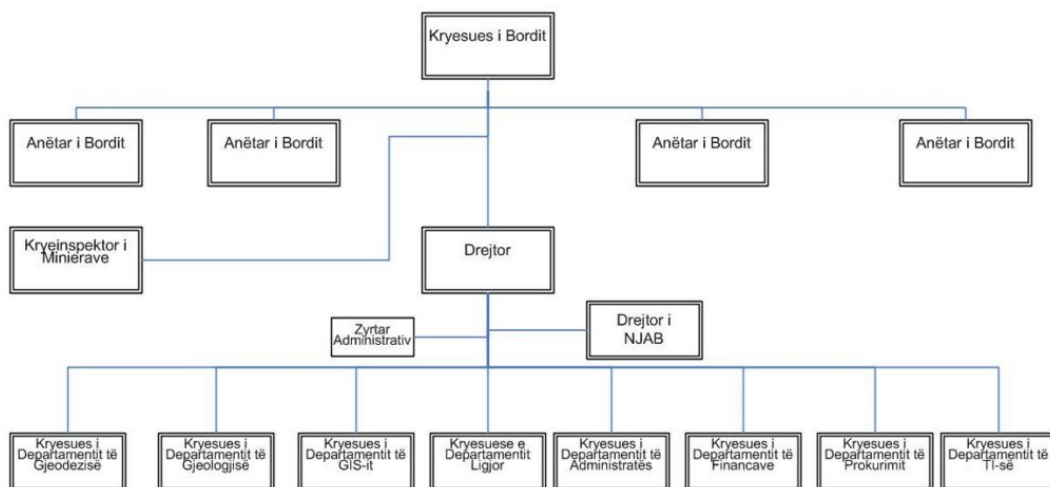 Kryesues i Bordit
Anëtar i Bordit
Anëtar i Bordit
Anëtar i Bordit
Anëtar i Bordit
Kryeinspektor i
Minierave
Drejtor
Zyrtar
Administrativ
Drejtor i
NJAB
Kryesues i
Departamentit të
Gjeodezisë
Kryesues i
Departamentit të
Gjeologjisë
Kryesues i
Departamentit të
GIS-it
Kryesuese e
Departamentit
Ligjor
Kryesues i
Departamentit të
Administratës
Kryesues i
Departamentit të
Financave
Kryesues i
Departamentit të
Prokurimit
Kryesues i
Departamentit të
TI-së